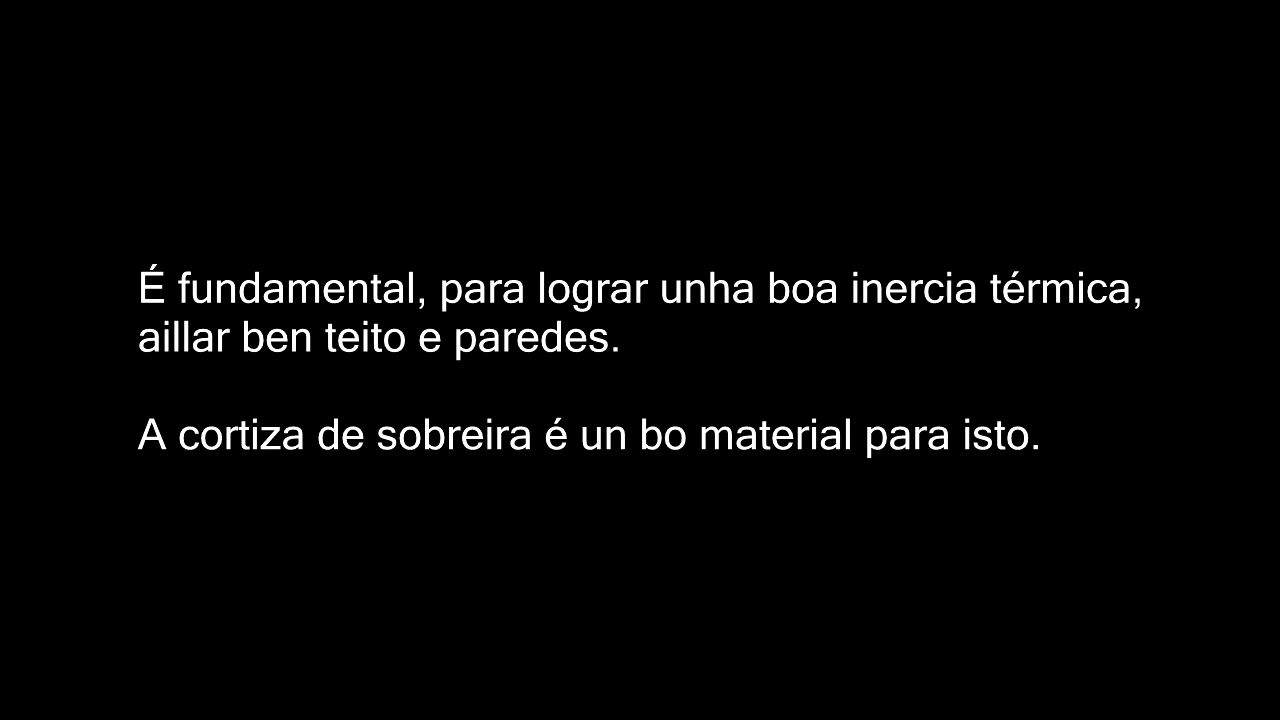 É fundamental, para lograr unha boa inercia térmica,
aillar ben teito e paredes.
A cortiza de sobreira é un bo material para isto.